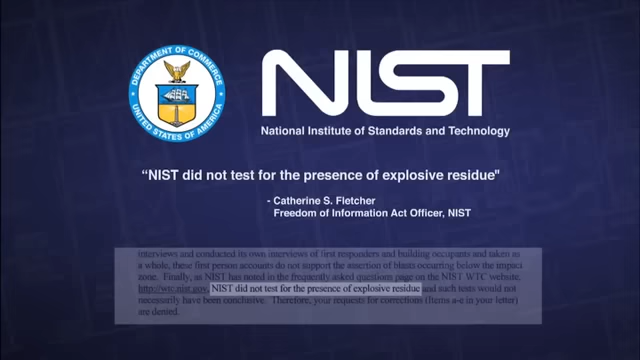 DEPARTMENT OF COMMERCE
UNITED STATES OF AMERICA
NIST
National Institute of Standards and Technology
“NIST did not test for the presence of explosive residue"
- Catherine S. Fletcher
Freedom of Information Act Officer, NIST
interviews and conducted its own interviews of first responders and building occupants and taken as
a whole, these first person accounts do not support the assertion of blasts occurring below the impact
zone. Finally, as NIST has noted in the frequently asked questions page on the NIST WTC website,
http://wtc.nist.gov, NIST did not test for the presence of explosive residue and such tests would not
necessarily have been conclusive. Therefore, your requests for corrections (Items a-e in your letter)
are denied.